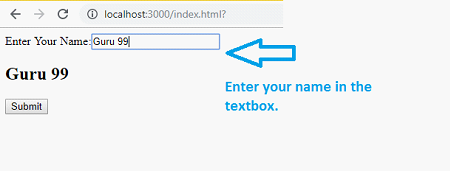 localhost:3000/index.html?
Enter Your Name: Guru 99
Guru 99
Submit
Enter your name in the
textbox.